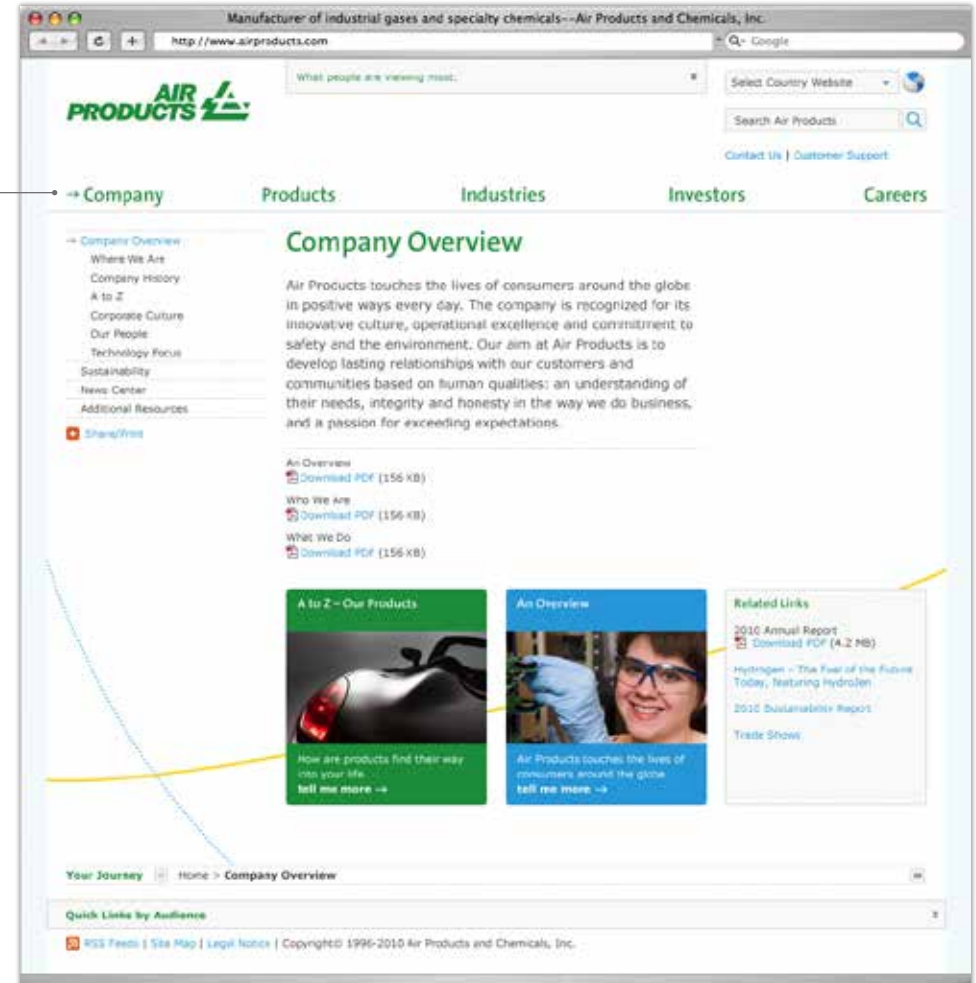 Manufacturer of industrial gases and specialty chemicals--Air Products and Chemicals, Inc.
http://www.airproducts.com
Google
AIR
PRODUCTS
What people are viewing most.
Select Country Website
Search Air Products
Contact Us | Customer Support
→ Company
Products
Industries
Investors
Careers
→ Company Overview
Where We Are
Company History
A to Z
Corporate Culture
Our People
Technology Focus
Sustainability
News Center
Additional Resources
Share/Print
Company Overview
Air Products touches the lives of consumers around the globe
in positive ways every day. The company is recognized for its
innovative culture, operational excellence and commitment to
safety and the environment. Our aim at Air Products is to
develop lasting relationships with our customers and
communities based on human qualities: an understanding of
their needs, integrity and honesty in the way we do business,
and a passion for exceeding expectations.
An Overview
Download PDF (156 KB)
Who We Are
Download PDF (156 KB)
What We Do
Download PDF (156 KB)
A to Z – Our Products
How are products find their way
into your life
tell me more →
An Overview
Air Products touches the lives of
consumers around the globe
tell me more →
Related Links
2010 Annual Report
Download PDF (4.2 MB)
Hydrogen – The Fuel of the Future
Today, featuring HydroJen
2010 Sustainability Report
Trade Shows
Your Journey
Home > Company Overview
Quick Links by Audience
RSS Feeds | Site Map | Legal Notice | Copyright© 1996-2010 Air Products and Chemicals, Inc.